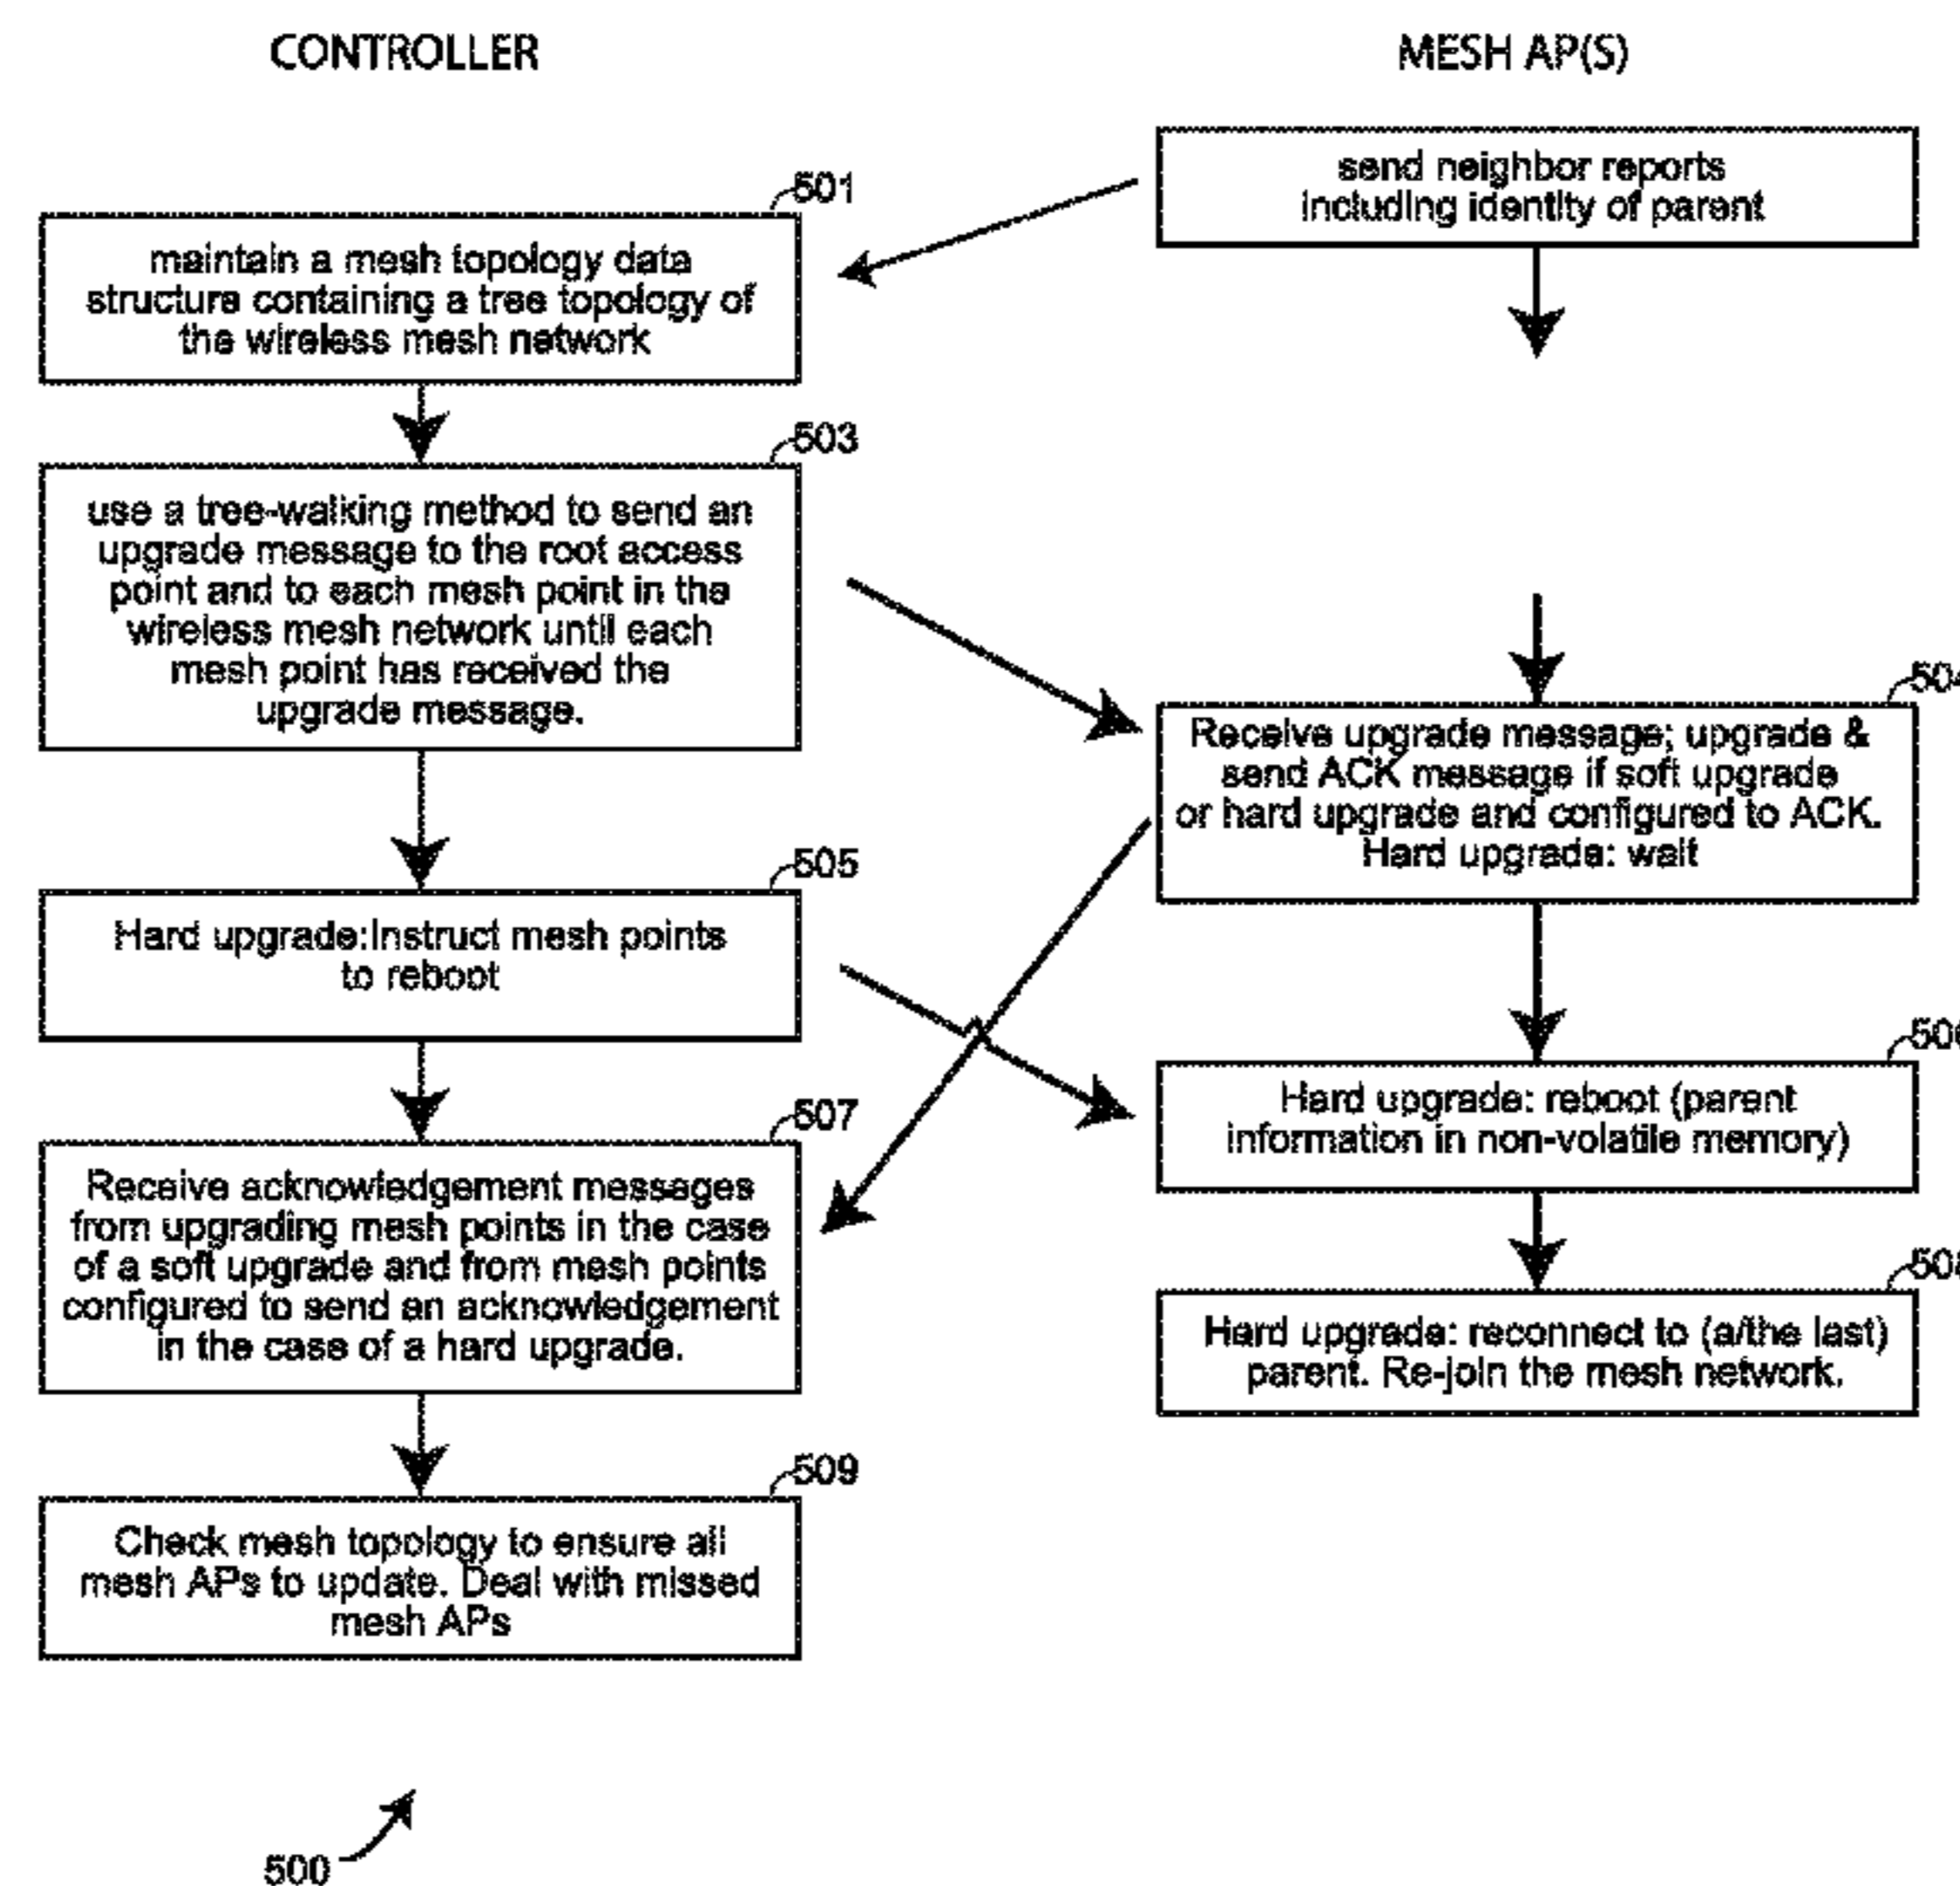 CONTROLLER
MESH AP(S)
send neighbor reports
including identity of parent
501
maintain a mesh topology data
structure containing a tree topology of
the wireless mesh network
503
use a tree-walking method to send an
upgrade message to the root access
point and to each mesh point in the
wireless mesh network until each
mesh point has received the
upgrade message.
504
Receive upgrade message; upgrade &
send ACK message if soft upgrade
or hard upgrade and configured to ACK.
Hard upgrade: wait
505
Hard upgrade:Instruct mesh points
to reboot
506
Hard upgrade: reboot (parent
information in non-volatile memory)
507
Receive acknowledgement messages
from upgrading mesh points in the case
of a soft upgrade and from mesh points
configured to send an acknowledgement
in the case of a hard upgrade.
508
Hard upgrade: reconnect to (a/the last)
parent. Re-join the mesh network.
509
Check mesh topology to ensure all
mesh APs to update. Deal with missed
mesh APs
500